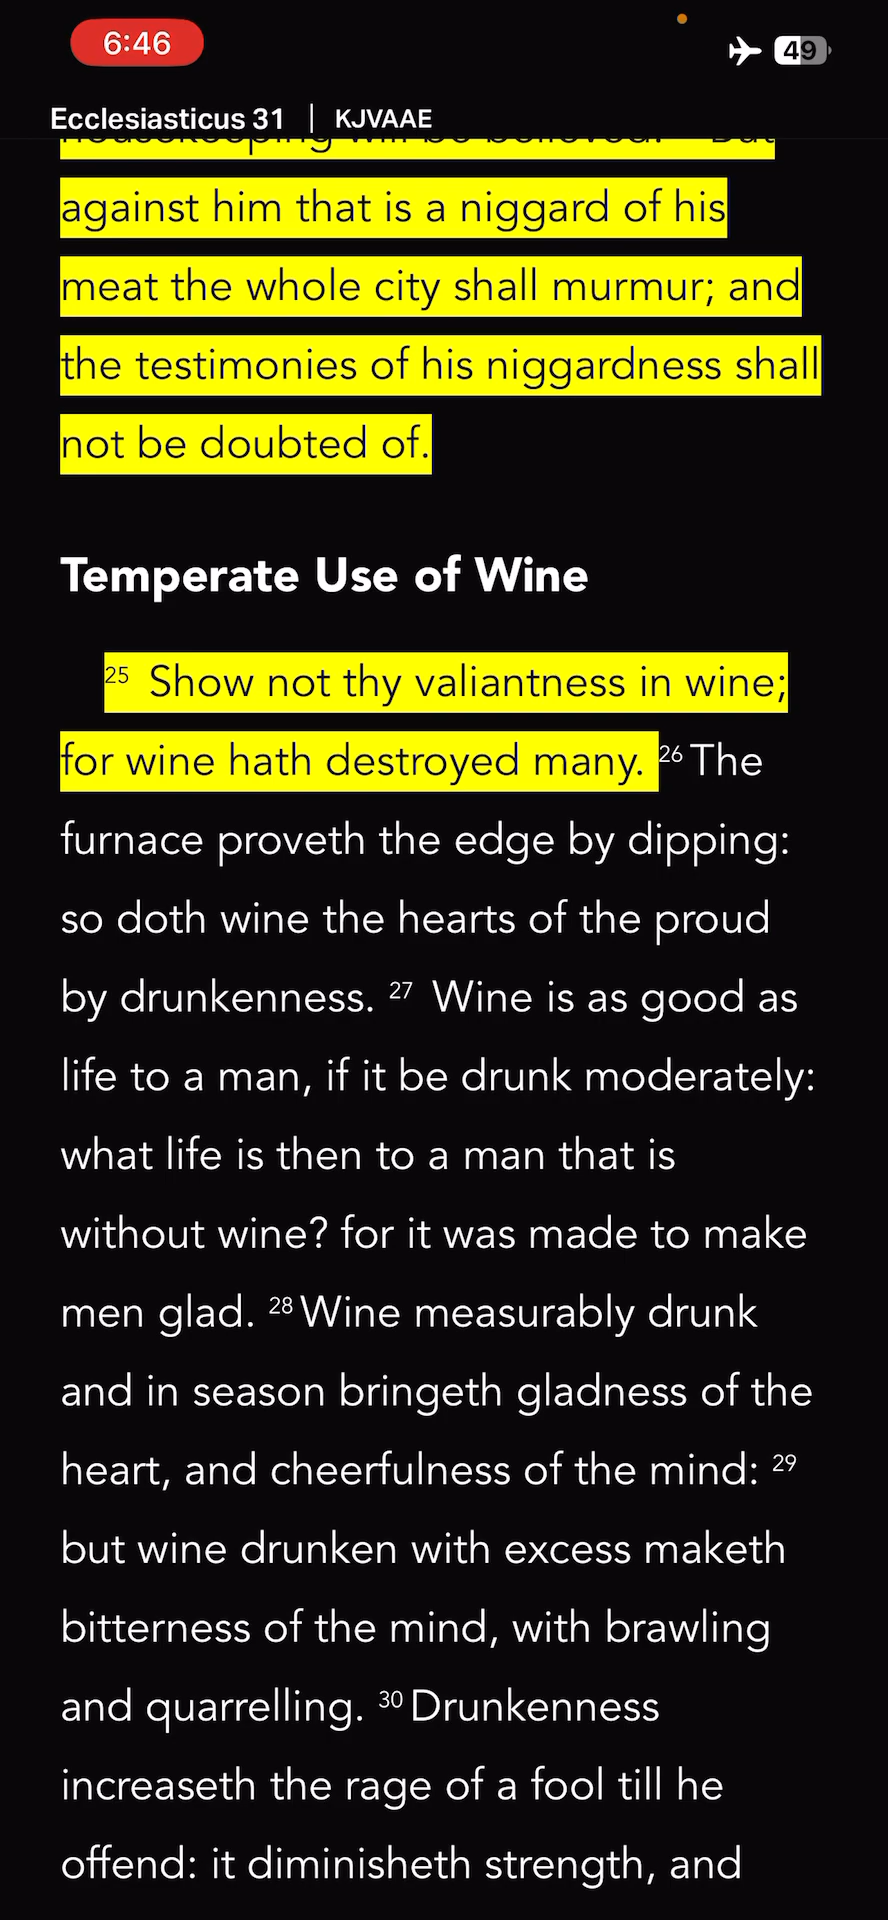 6:46
49
Ecclesiasticus 31 | KJVAAE
housekeeping will be believed. But
against him that is a niggard of his
meat the whole city shall murmur; and
the testimonies of his niggardness shall
not be doubted of.
Temperate Use of Wine
25 Show not thy valiantness in wine;
for wine hath destroyed many. 26 The
furnace proveth the edge by dipping:
so doth wine the hearts of the proud
by drunkenness. 27 Wine is as good as
life to a man, if it be drunk moderately:
what life is then to a man that is
without wine? for it was made to make
men glad. 28 Wine measurably drunk
and in season bringeth gladness of the
heart, and cheerfulness of the mind: 29
but wine drunken with excess maketh
bitterness of the mind, with brawling
and quarrelling. 30 Drunkenness
increaseth the rage of a fool till he
offend: it diminisheth strength, and